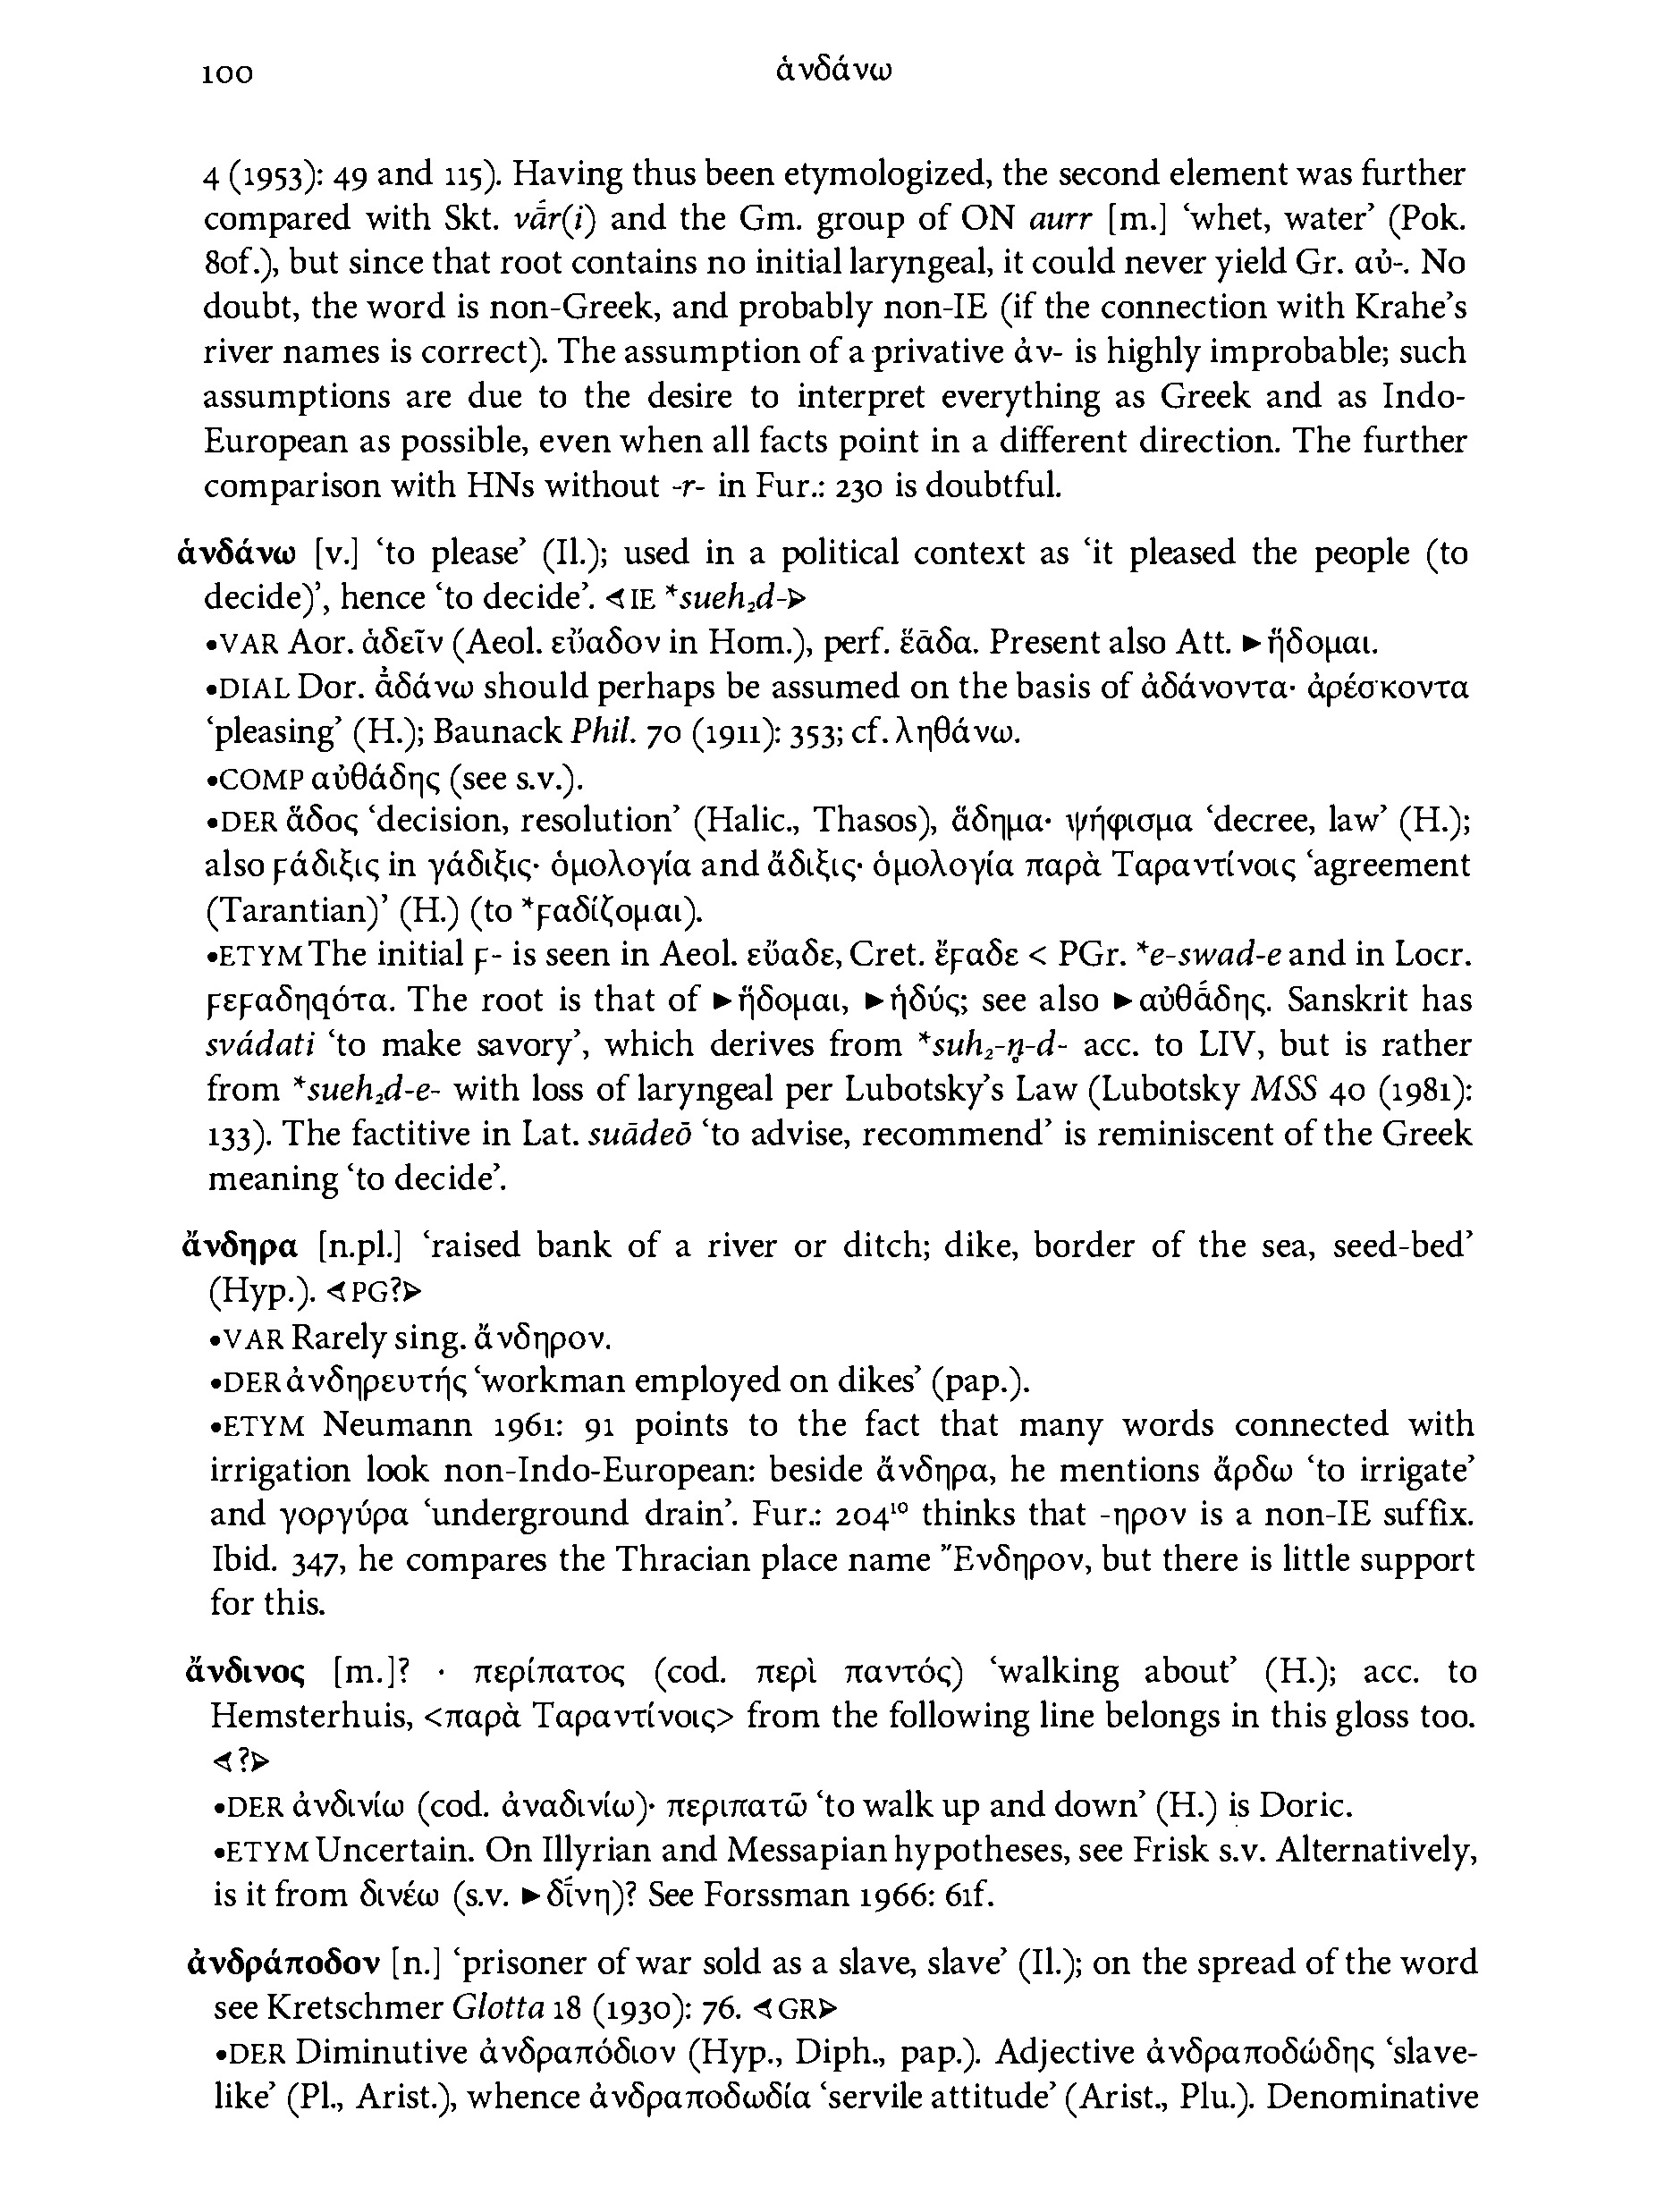 100
ἁνδάνω
4 (1953): 49 and 115). Having thus been etymologized, the second element was further
compared with Skt. vā́r(i) and the Gm. group of ON aurr [m.] ‘whet, water’ (Pok.
80f.), but since that root contains no initial laryngeal, it could never yield Gr. αὐ-. No
doubt, the word is non-Greek, and probably non-IE (if the connection with Krahe’s
river names is correct). The assumption of a privative ἀν- is highly improbable; such
assumptions are due to the desire to interpret everything as Greek and as Indo-
European as possible, even when all facts point in a different direction. The further
comparison with HNs without -r- in Fur.: 230 is doubtful.
ἁνδάνω [v.] ‘to please’ (Il.); used in a political context as ‘it pleased the people (to
decide)’, hence ‘to decide’. ⊲IE *sueh₂d-⊳
•VAR Aor. ἁδεῖν (Aeol. εὔαδον in Hom.), perf. ἕᾱδα. Present also Att. ►ἥδομαι.
•DIAL Dor. ἁ̄δάνω should perhaps be assumed on the basis of ἀδάνοντα· ἀρέσκοντα
‘pleasing’ (H.); Baunack Phil. 70 (1911): 353; cf. ληθάνω.
•COMP αὐθάδης (see s.v.).
•DER ἅδος ‘decision, resolution’ (Halic., Thasos), ἅδημα· ψήφισμα ‘decree, law’ (H.);
also ϝάδιξις in γάδιξις· ὁμολογία and ἄδιξις· ὁμολογία παρὰ Ταραντίνοις ‘agreement
(Tarantian)’ (H.) (to *ϝαδίζομαι).
•ETYM The initial ϝ- is seen in Aeol. εὔαδε, Cret. ἔϝαδε < PGr. *e-swad-e and in Locr.
ϝεϝαδηϙότα. The root is that of ►ἥδομαι, ►ἡδύς; see also ►αὐθά̄δης. Sanskrit has
svádati ‘to make savory’, which derives from *suh₂-n̥-d- acc. to LIV, but is rather
from *sueh₂d-e- with loss of laryngeal per Lubotsky’s Law (Lubotsky MSS 40 (1981):
133). The factitive in Lat. suādeō ‘to advise, recommend’ is reminiscent of the Greek
meaning ‘to decide’.
ἄνδηρα [n.pl.] ‘raised bank of a river or ditch; dike, border of the sea, seed-bed’
(Hyp.). ⊲PG?⊳
•VAR Rarely sing. ἄνδηρον.
•DER ἀνδηρευτής ‘workman employed on dikes’ (pap.).
•ETYM Neumann 1961: 91 points to the fact that many words connected with
irrigation look non-Indo-European: beside ἄνδηρα, he mentions ἄρδω ‘to irrigate’
and γοργύρα ‘underground drain’. Fur.: 204¹⁰ thinks that -ηρον is a non-IE suffix.
Ibid. 347, he compares the Thracian place name Ἔνδηρον, but there is little support
for this.
ἄνδινος [m.]? · περίπατος (cod. περὶ παντός) ‘walking about’ (H.); acc. to
Hemsterhuis, <παρὰ Ταραντίνοις> from the following line belongs in this gloss too.
⊲?⊳
•DER ἀνδινίω (cod. ἀναδινίω)· περιπατῶ ‘to walk up and down’ (H.) is Doric.
•ETYM Uncertain. On Illyrian and Messapian hypotheses, see Frisk s.v. Alternatively,
is it from δινέω (s.v. ►δί̄νη)? See Forssman 1966: 61f.
ἀνδράποδον [n.] ‘prisoner of war sold as a slave, slave’ (Il.); on the spread of the word
see Kretschmer Glotta 18 (1930): 76. ⊲GR⊳
•DER Diminutive ἀνδραπόδιον (Hyp., Diph., pap.). Adjective ἀνδραποδώδης ‘slave-
like’ (Pl., Arist.), whence ἀνδραποδωδία ‘servile attitude’ (Arist., Plu.). Denominative